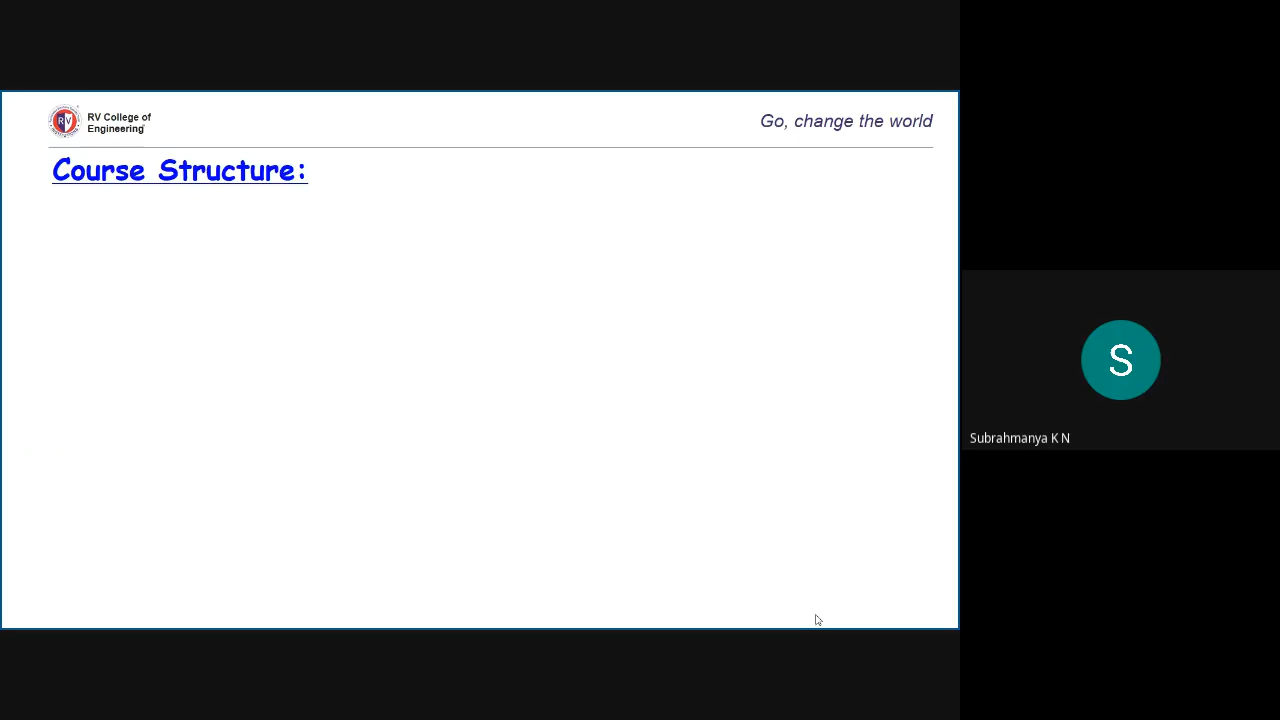 RV College of
Engineering
Go, change the world
Course Structure:
S
Subrahmanya K N